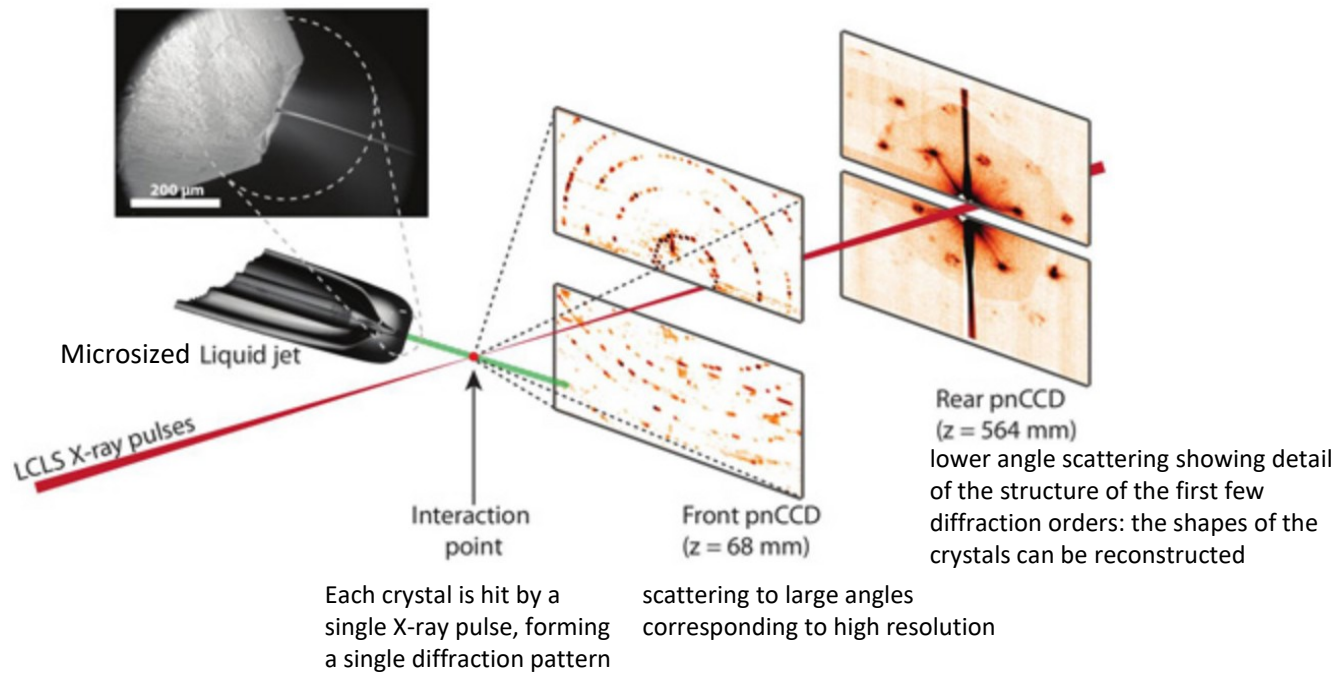 200 µm
Microsized Liquid jet
LCLS X-ray pulses
Interaction
point
Each crystal is hit by a
single X-ray pulse, forming
a single diffraction pattern
Front pnCCD
(z = 68 mm)
scattering to large angles
corresponding to high resolution
Rear pnCCD
(z = 564 mm)
lower angle scattering showing detail
of the structure of the first few
diffraction orders: the shapes of the
crystals can be reconstructed